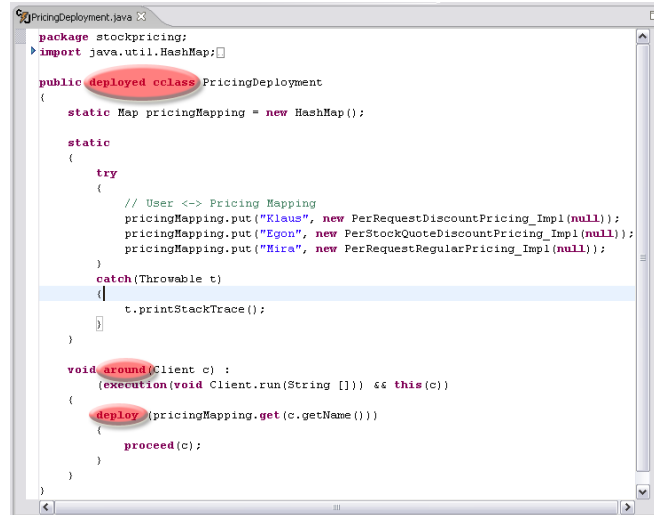 PricingDeployment.java
package stockpricing;
import java.util.HashMap;
public deployed cclass PricingDeployment
{
static Map pricingMapping = new HashMap();
static
{
try
{
// User <-> Pricing Mapping
pricingMapping.put("Klaus", new PerRequestDiscountPricing_Impl(null));
pricingMapping.put("Egon", new PerStockQuoteDiscountPricing_Impl(null));
pricingMapping.put("Mira", new PerRequestRegularPricing_Impl(null));
}
catch(Throwable t)
{
t.printStackTrace();
}
}
void around(Client c) :
(execution(void Client.run(String [])) && this(c))
{
deploy (pricingMapping.get(c.getName()))
{
proceed(c);
}
}
}